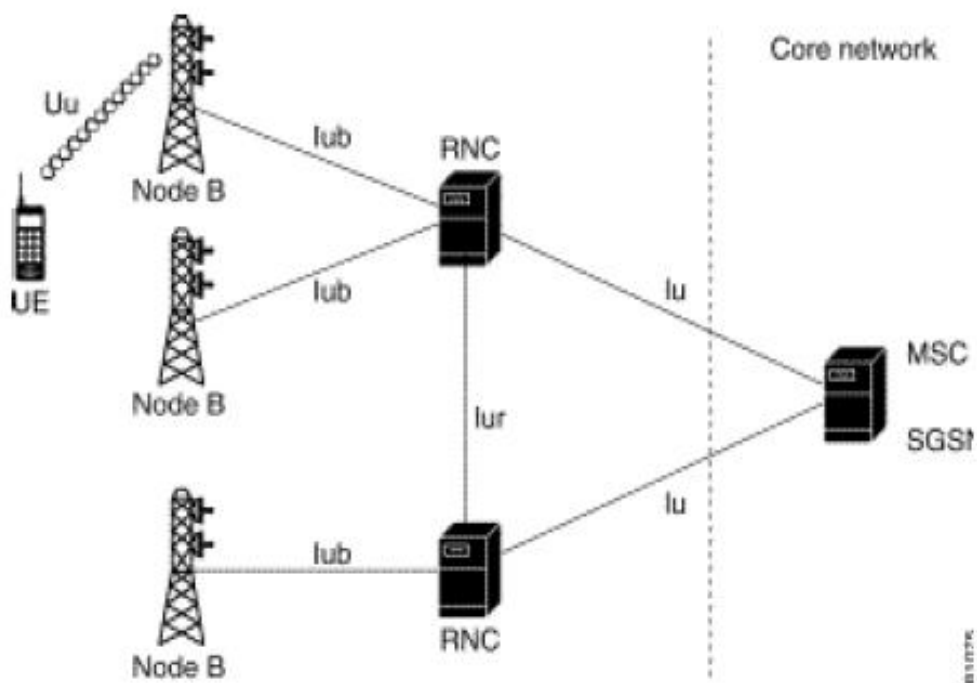 Core network
Uu
Iub
RNC
Node B
UE
Iub
Iu
Node B
MSC
Iur
SGSN
Iub
Iu
Node B
RNC